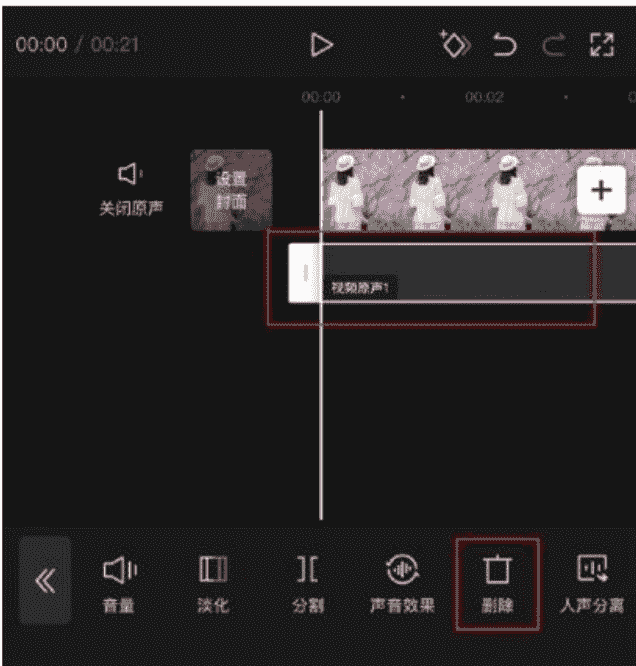 00:00 / 00:21
00:00
00:02
关闭原声
设置
封面
视频原声1
音量
淡化
分割
声音效果
删除
人声分离